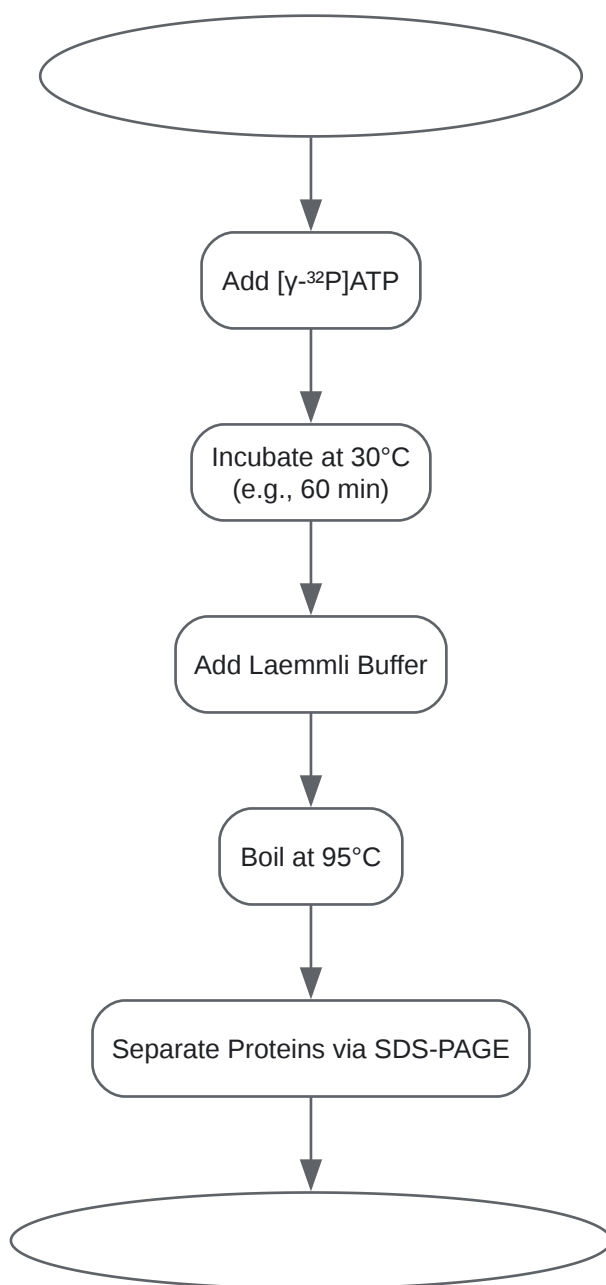 Add [γ-³²P]ATP
Incubate at 30°C
(e.g., 60 min)
Add Laemmli Buffer
Boil at 95°C
Separate Proteins via SDS-PAGE